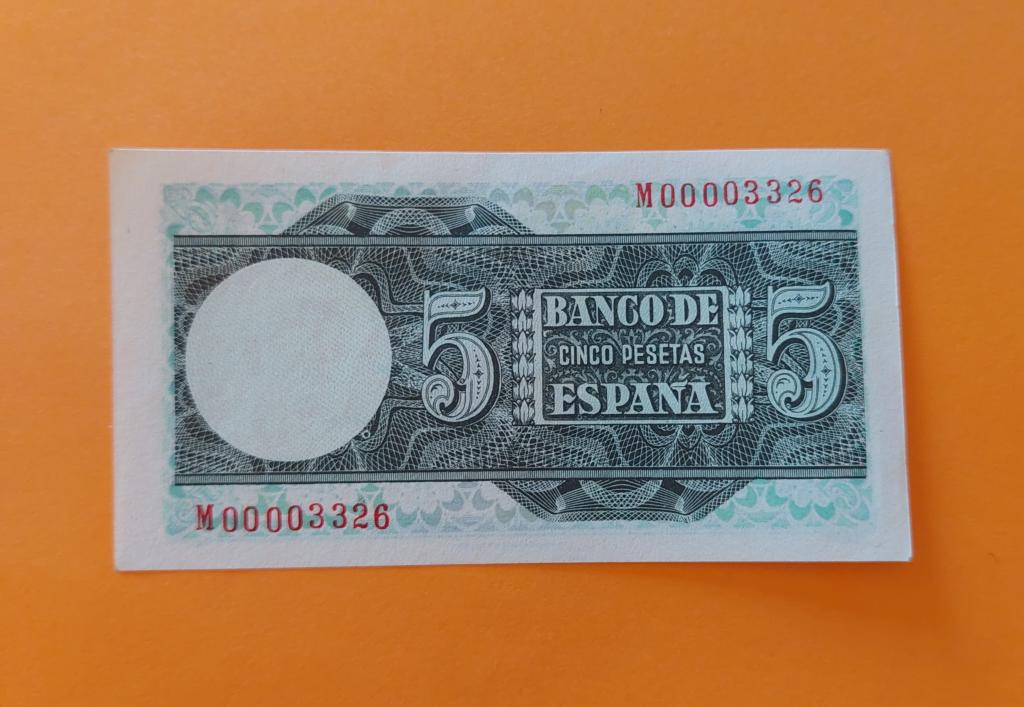 M00003326
5
BANCO DE
CINCO PESETAS
ESPAÑA
5
M00003326